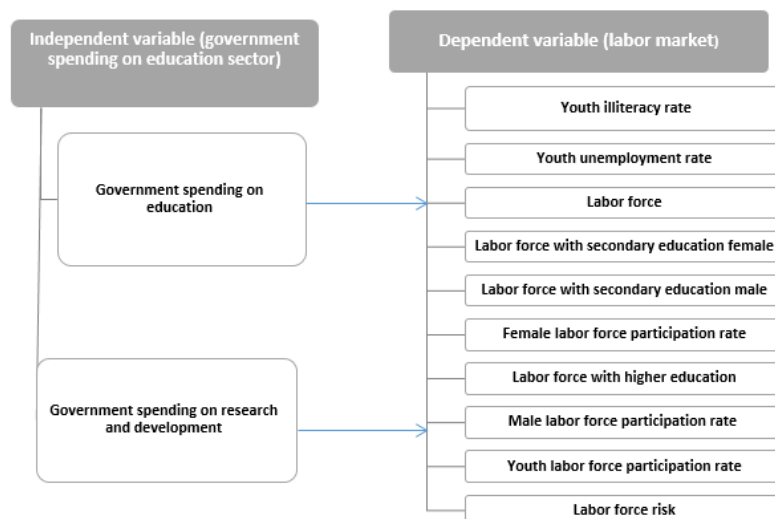 Independent variable (government
spending on education sector)
Government spending on
education
Government spending on research
and development
Dependent variable (labor market)
Youth illiteracy rate
Youth unemployment rate
Labor force
Labor force with secondary education female
Labor force with secondary education male
Female labor force participation rate
Labor force with higher education
Male labor force participation rate
Youth labor force participation rate
Labor force risk